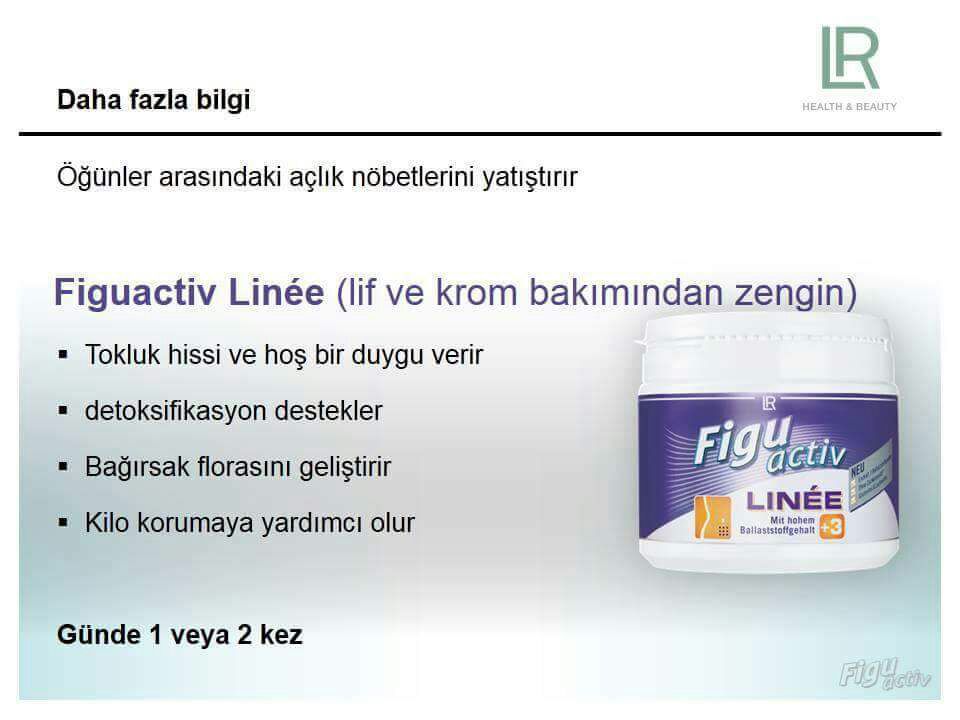 LR
HEALTH & BEAUTY
Daha fazla bilgi
Öğünler arasındaki açlık nöbetlerini yatıştırır
Figuactiv Linée (lif ve krom bakımından zengin)
Tokluk hissi ve hoş bir duygu verir
detoksifikasyon destekler
Bağırsak florasını geliştirir
Kilo korumaya yardımcı olur
LR
Figu
activ
NEU
LINÉE
Mit hohem
Ballaststoffgehalt +3
Günde 1 veya 2 kez
Figu
activ